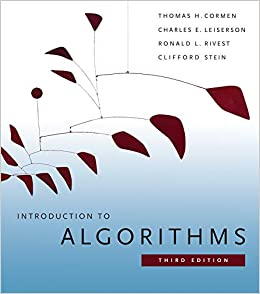 THOMAS H. CORMEN
CHARLES E. LEISERSON
RONALD L. RIVEST
CLIFFORD STEIN
INTRODUCTION TO
ALGORITHMS
THIRD EDITION